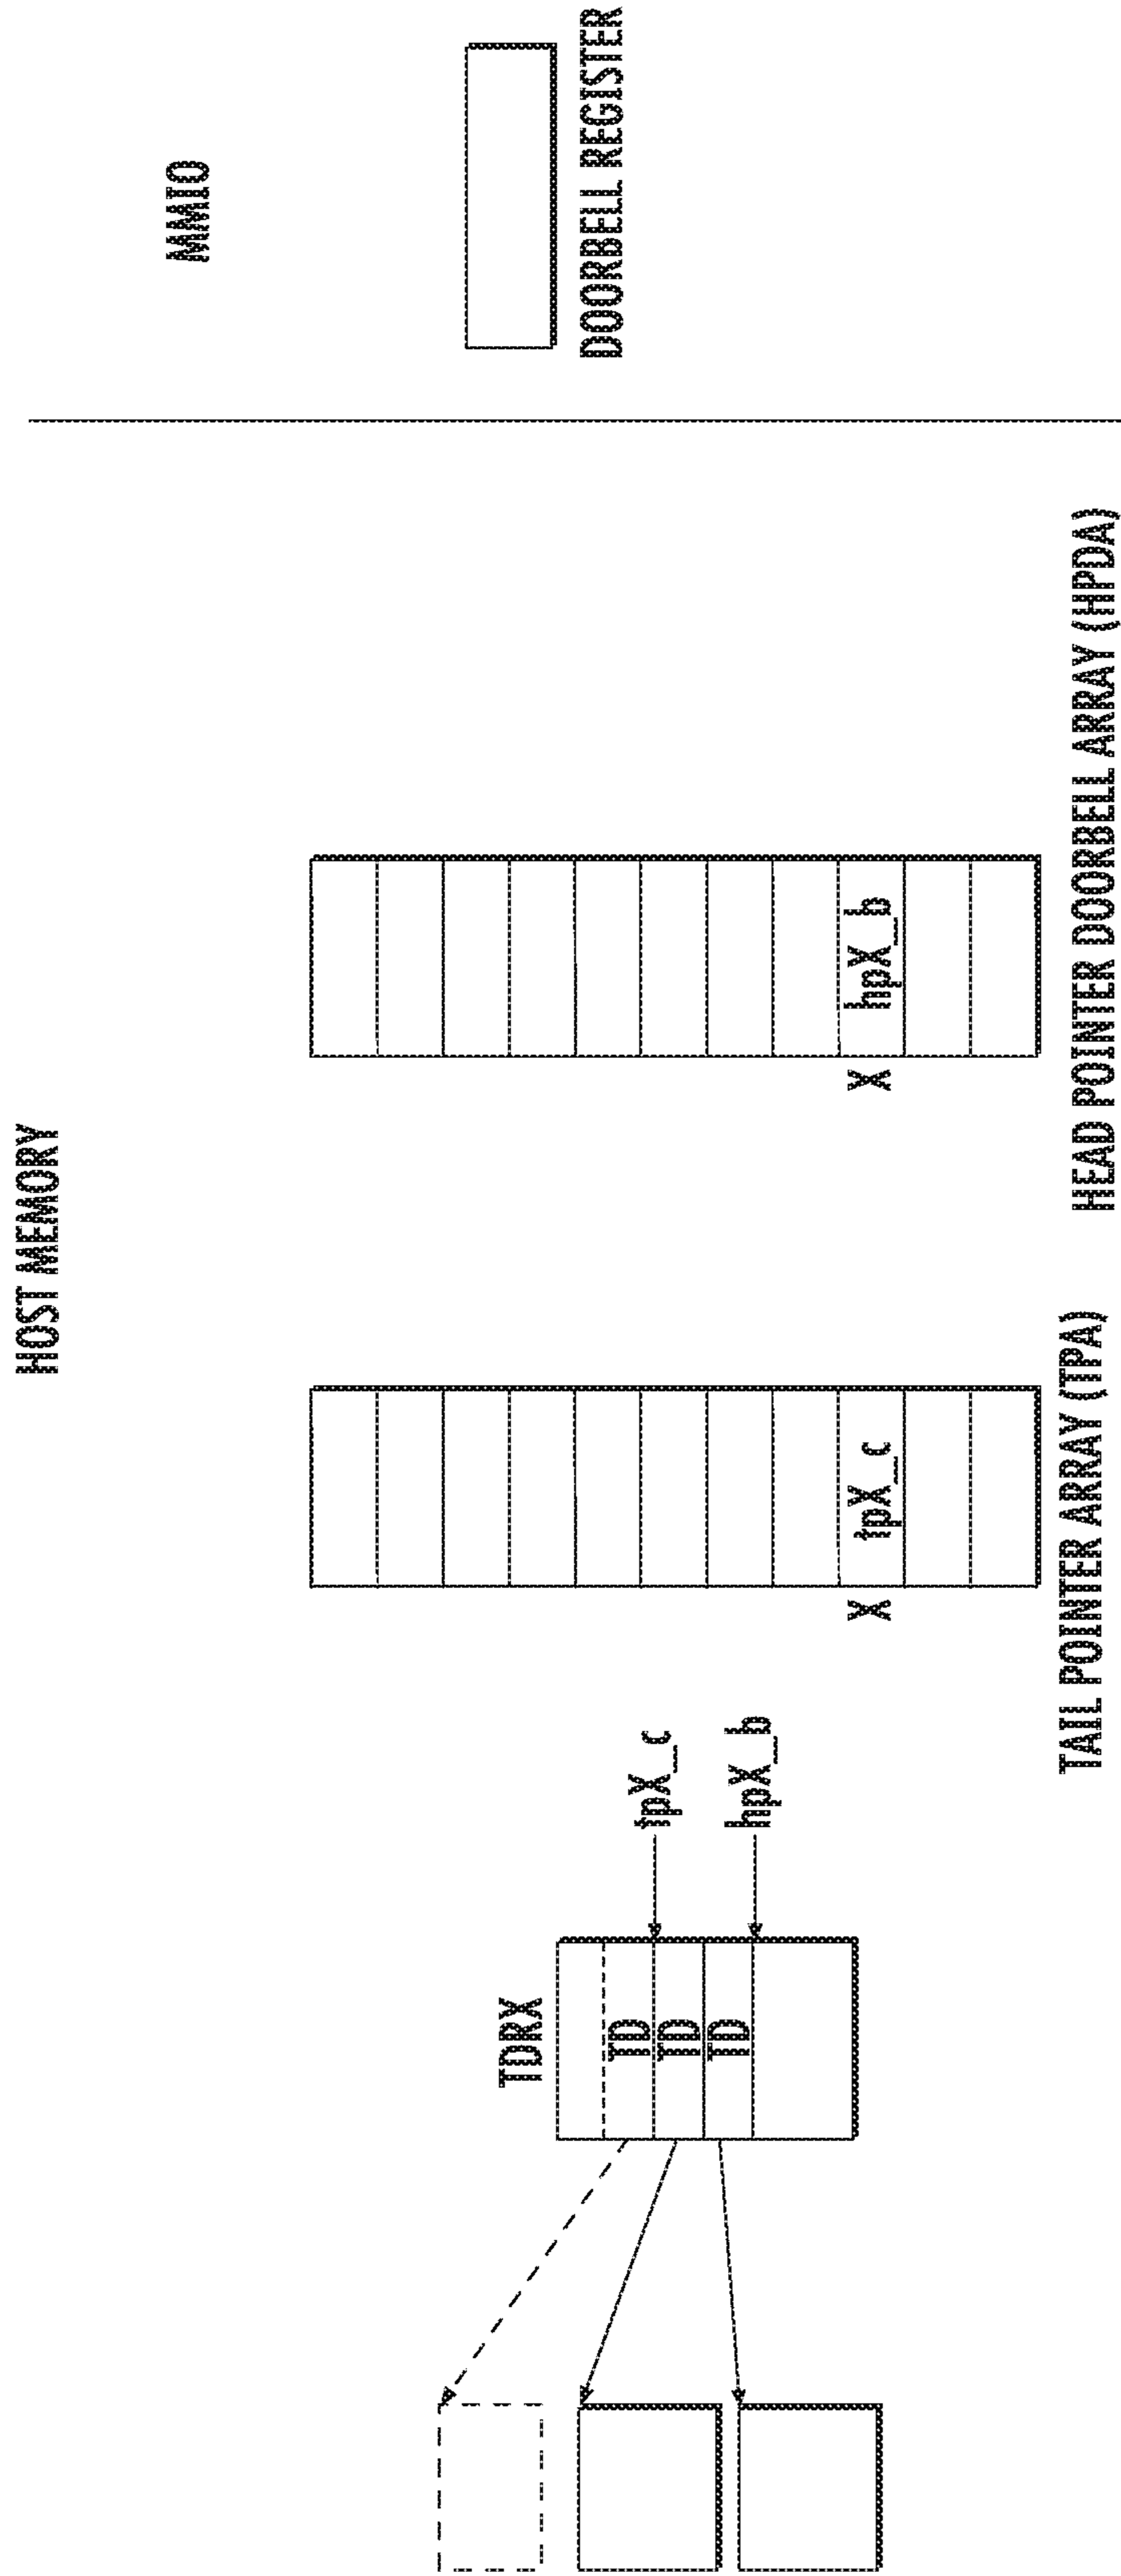 HOST MEMORY
MMIO
TDRX
DOORBELL REGISTER
TD
tpX_c
TD
TD
hpX_b
X tpX_c
X hpX_b
TAIL POINTER ARRAY (TPA)
HEAD POINTER DOORBELL ARRAY (HPDA)